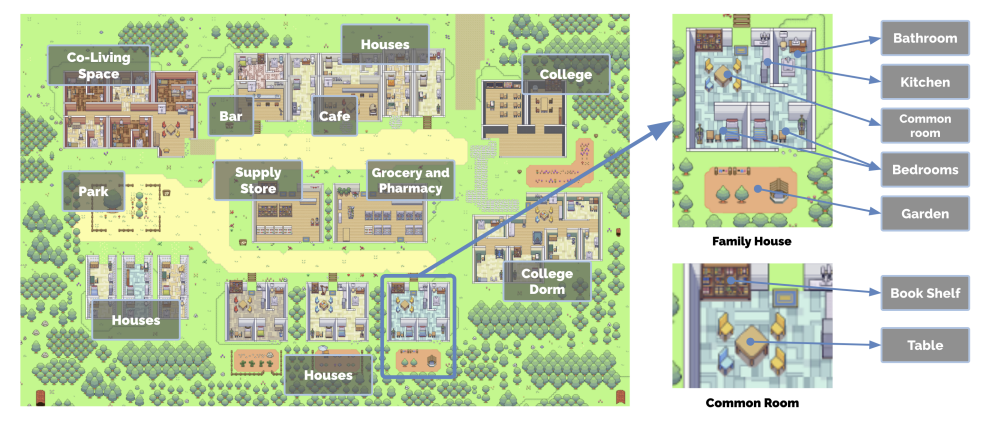 Co-Living
Space
Houses
College
Bar
Cafe
Park
Supply
Store
Grocery and
Pharmacy
College
Dorm
Houses
Houses
Bathroom
Kitchen
Common
room
Bedrooms
Garden
Family House
Book Shelf
Table
Common Room